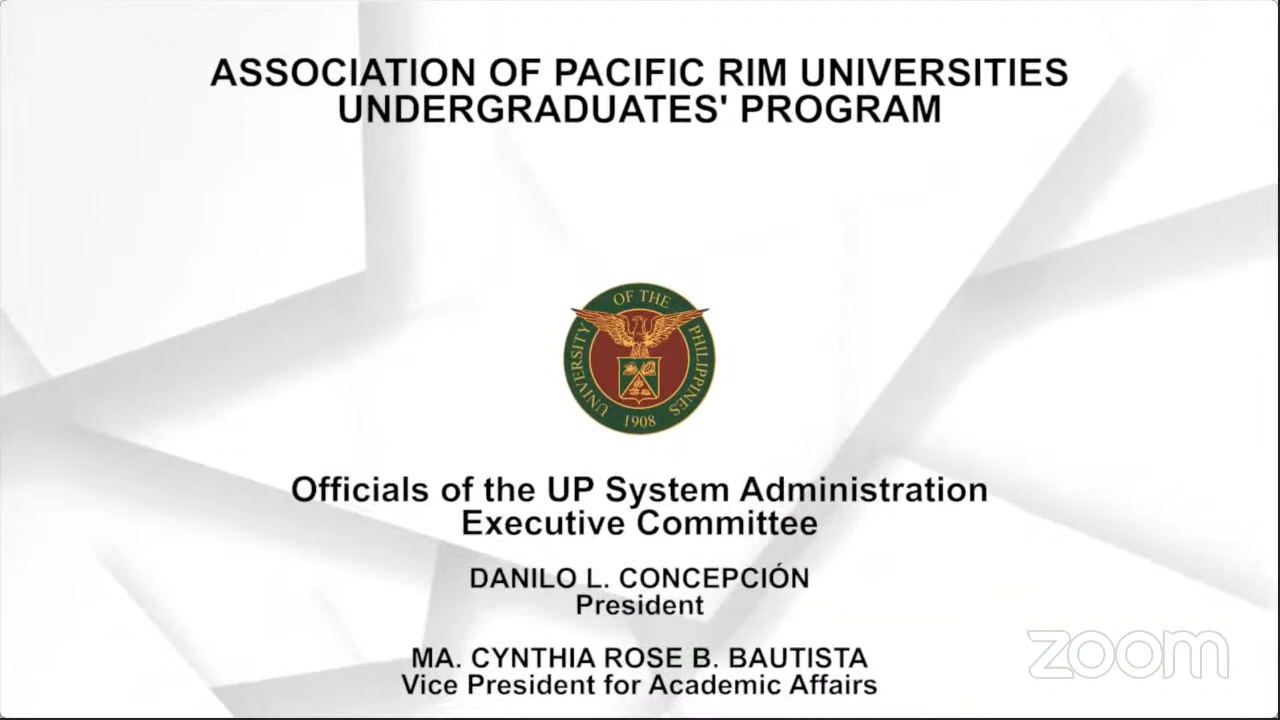 ASSOCIATION OF PACIFIC RIM UNIVERSITIES
UNDERGRADUATES' PROGRAM
UNIVERSITY OF THE PHILIPPINES
1908
Officials of the UP System Administration
Executive Committee
DANILO L. CONCEPCIÓN
President
MA. CYNTHIA ROSE B. BAUTISTA
Vice President for Academic Affairs
zoom